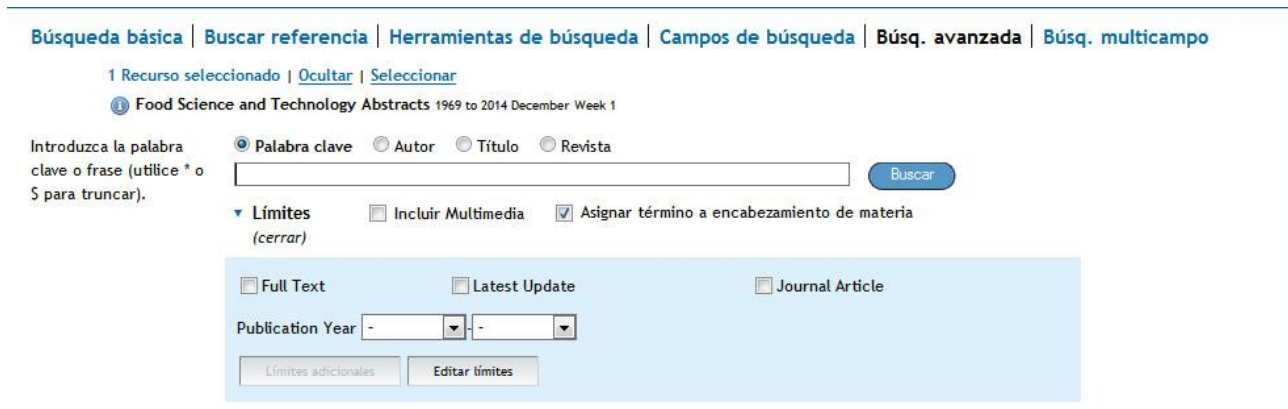 Búsqueda básica | Buscar referencia | Herramientas de búsqueda | Campos de búsqueda | Búsq. avanzada | Búsq. multicampo
1 Recurso seleccionado | Ocultar | Seleccionar
Food Science and Technology Abstracts 1969 to 2014 December Week 1
Introduzca la palabra
clave o frase (utilice * o
$ para truncar).
Palabra clave Autor Título Revista
Buscar
Límites Incluir Multimedia Asignar término a encabezamiento de materia
(cerrar)
Full Text Latest Update Journal Article
Publication Year - - -
Límites adicionales Editar límites